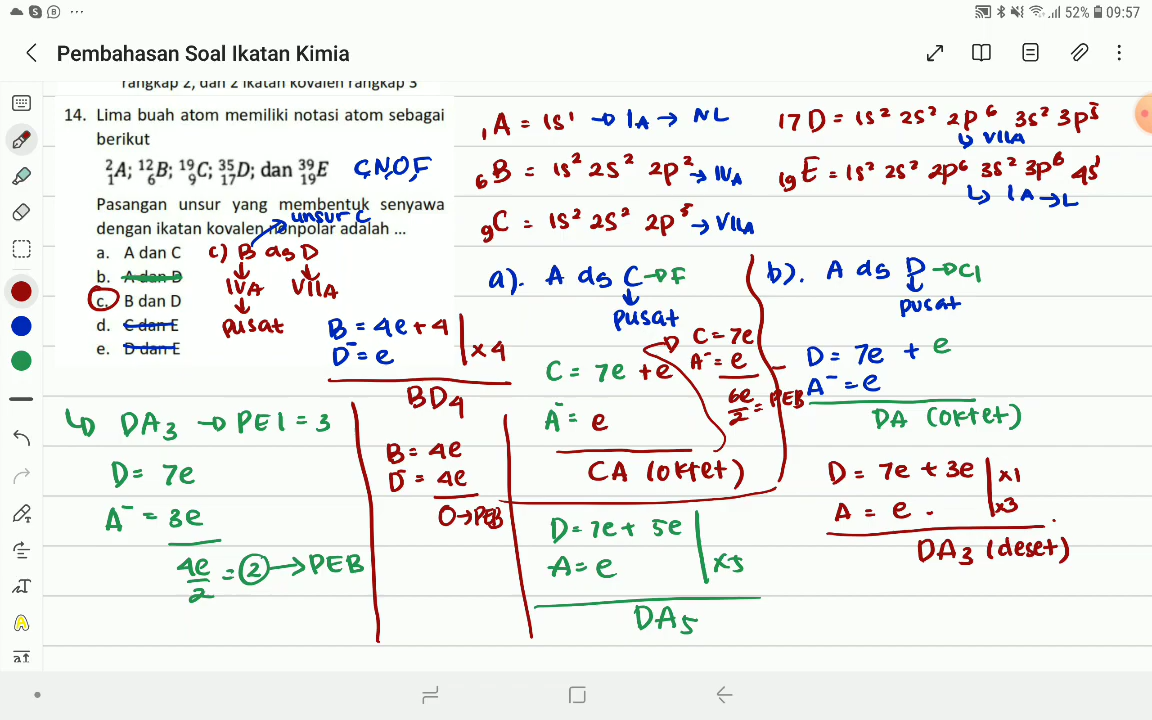 52% 09:57
Pembahasan Soal Ikatan Kimia
rangkap 2, dan 2 ikatan kovalen rangkap 3
14. Lima buah atom memiliki notasi atom sebagai
berikut
²₁A; ¹²₆B; ¹⁹₉C; ³⁵₁₇D; dan ³⁹₁₉E
C,N,O,F
Pasangan unsur yang membentuk senyawa
dengan ikatan kovalen nonpolar adalah ...
unsur C
a. A dan C
b. A dan D
c. B dan D
d. C dan E
e. D dan E
c) B dg D
IVA VIIA
pusat
₁A = 1S¹ → IA → NL
₆B = 1S² 2S² 2P² → IVA
₉C = 1S² 2S² 2P⁵ → VIIA
17 D = 1S² 2S² 2P⁶ 3S² 3P⁵
↳ VIIA
₁₉E = 1S² 2S² 2P⁶ 3S² 3P⁶ 4S¹
↳ IA → L
B = 4e + 4
D⁻ = e
x4
BD₄
B = 4e
D⁻ = 4e
0 → PEB
a). A dg C → F
pusat
C = 7e + e
A⁻ = e
CA (oktet)
C = 7e
A⁻ = e
6e/2 = PEB
b). A dg D → Cl
pusat
D = 7e + e
A⁻ = e
DA (oktet)
D = 7e + 3e | x1
A = e . | x3
DA₃ (deset)
D = 7e + 5e
A = e
x5
DA₅
↳ DA₃ → PEI = 3
D = 7e
A⁻ = 3e
4e/2 = 2 → PEB